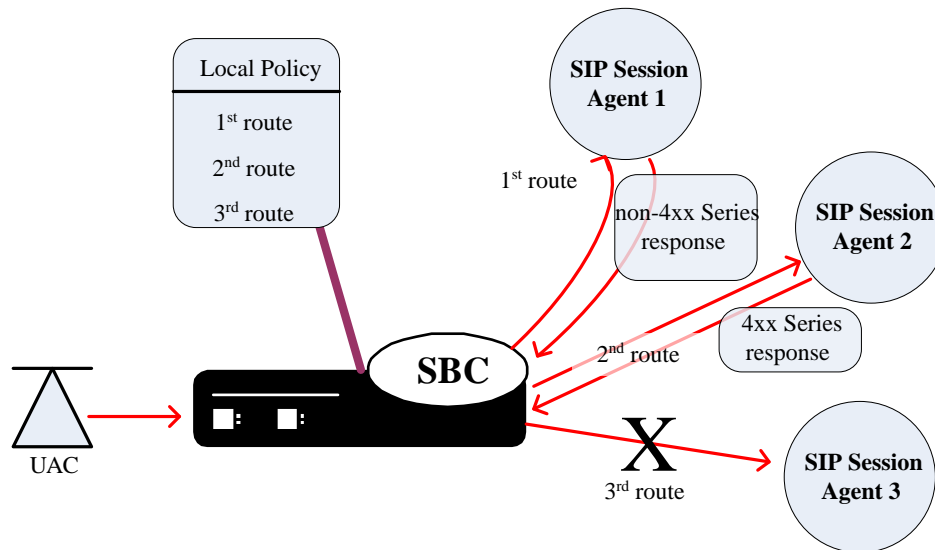 Local Policy
1st route
2nd route
3rd route
SIP Session
Agent 1
1st route
non-4xx Series
response
SIP Session
Agent 2
4xx Series
response
2nd route
SBC
UAC
X
3rd route
SIP Session
Agent 3